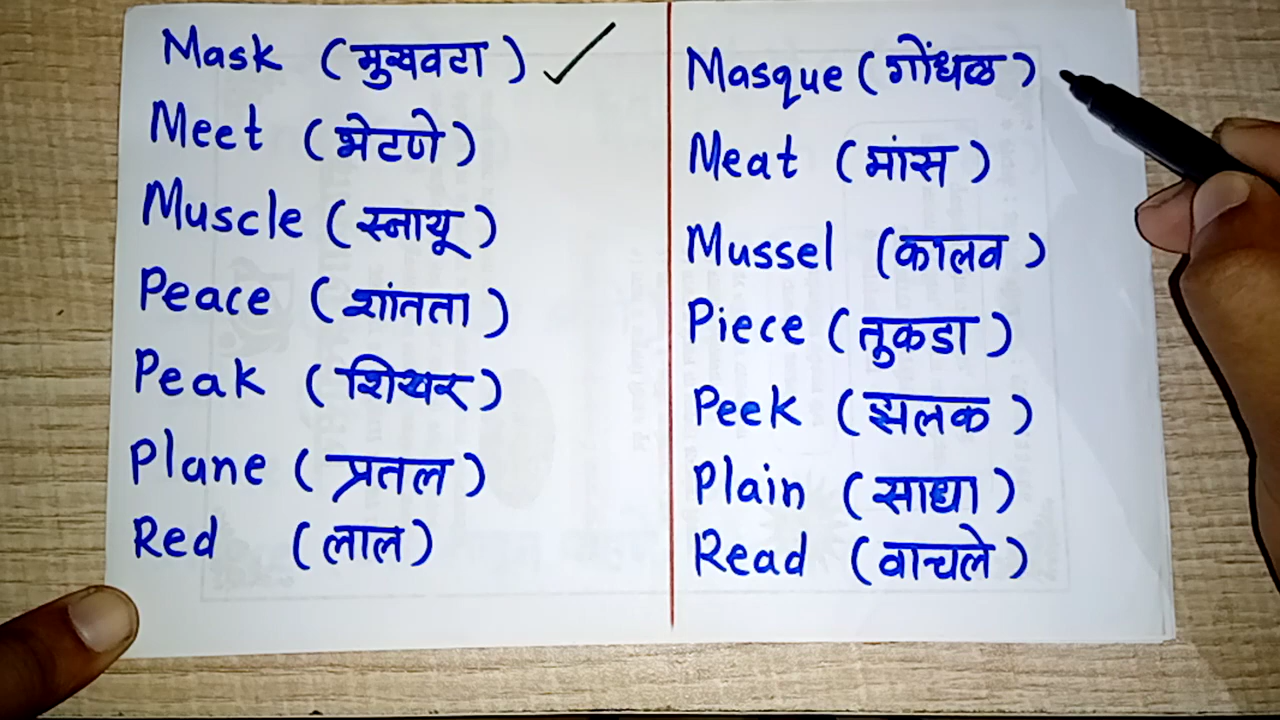 Mask (मुखवटा) ✓
Meet (भेटणे)
Muscle (स्नायू)
Peace (शांतता)
Peak (शिखर)
Plane (प्रतल)
Red (लाल)
Masque (गोंधळ)
Meat (मांस)
Mussel (कालव)
Piece (तुकडा)
Peek (झलक)
Plain (साधा)
Read (वाचले)